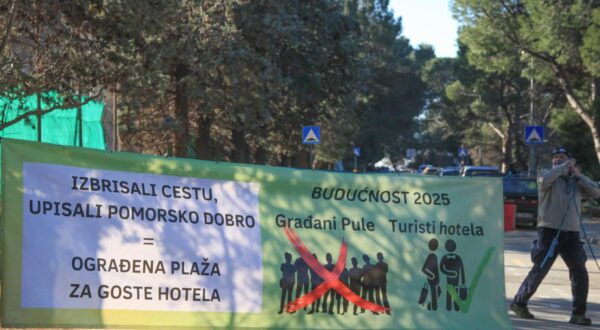 IZBRISALI CESTU,
UPISALI POMORSKO DOBRO
=
OGRAĐENA PLAŽA
ZA GOSTE HOTELA
BUDUĆNOST 2025
Građani Pule Turisti hotela